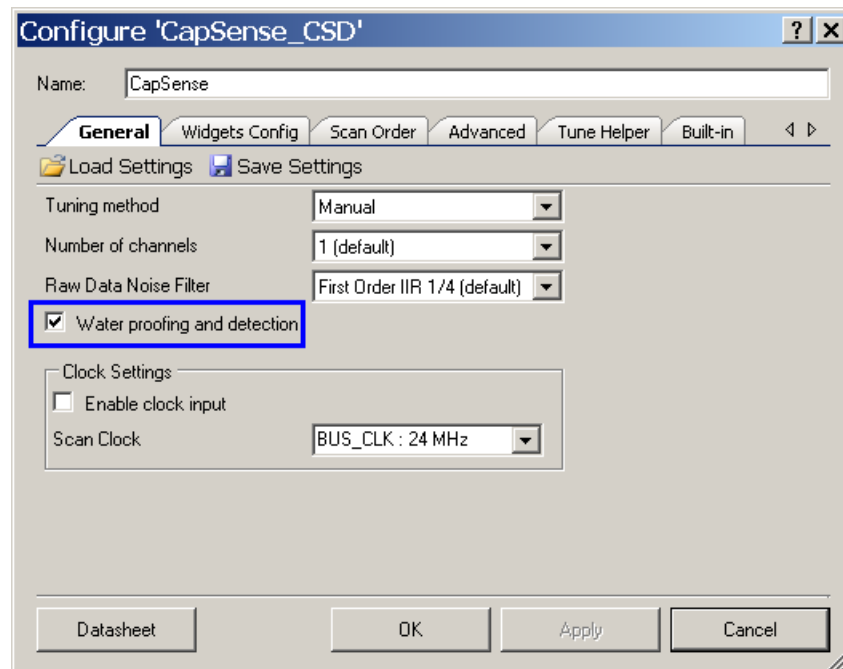 Configure 'CapSense_CSD'
Name: CapSense
General Widgets Config Scan Order Advanced Tune Helper Built-in
Load Settings Save Settings
Tuning method Manual
Number of channels 1 (default)
Raw Data Noise Filter First Order IIR 1/4 (default)
Water proofing and detection
Clock Settings
Enable clock input
Scan Clock BUS_CLK : 24 MHz
Datasheet OK Apply Cancel